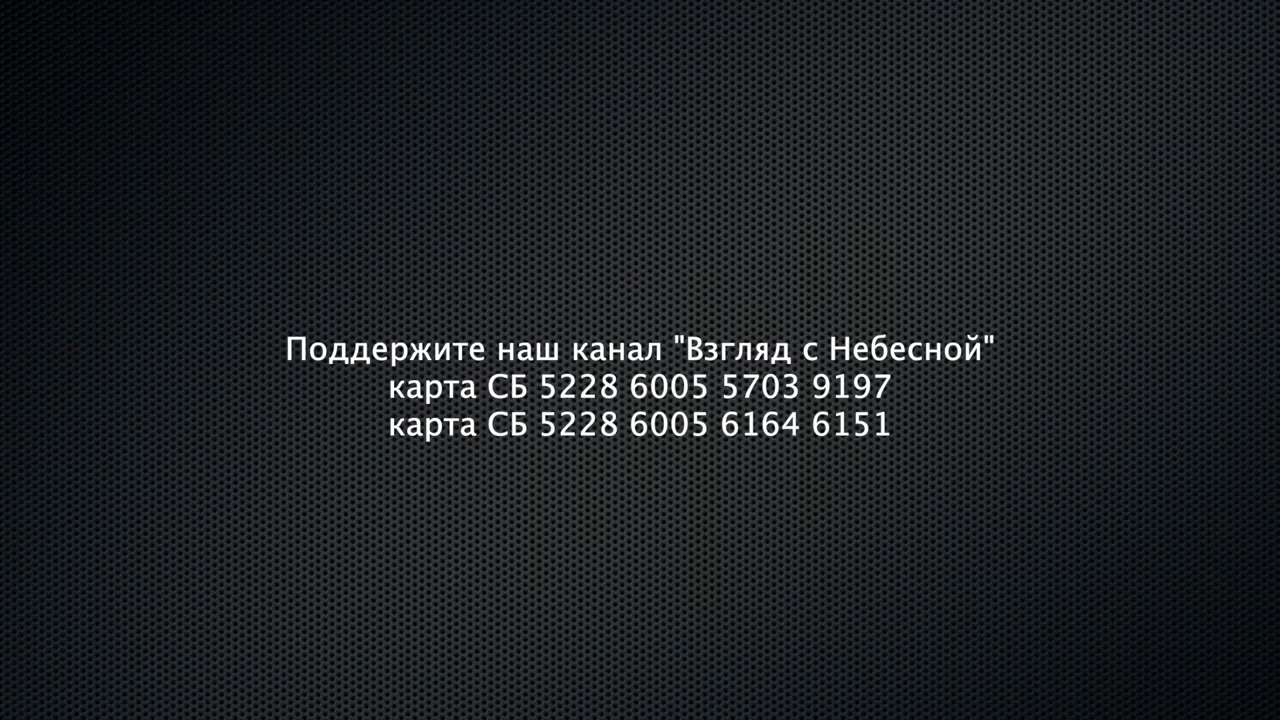 Поддержите наш канал "Взгляд с Небесной"
карта СБ 5228 6005 5703 9197
карта СБ 5228 6005 6164 6151